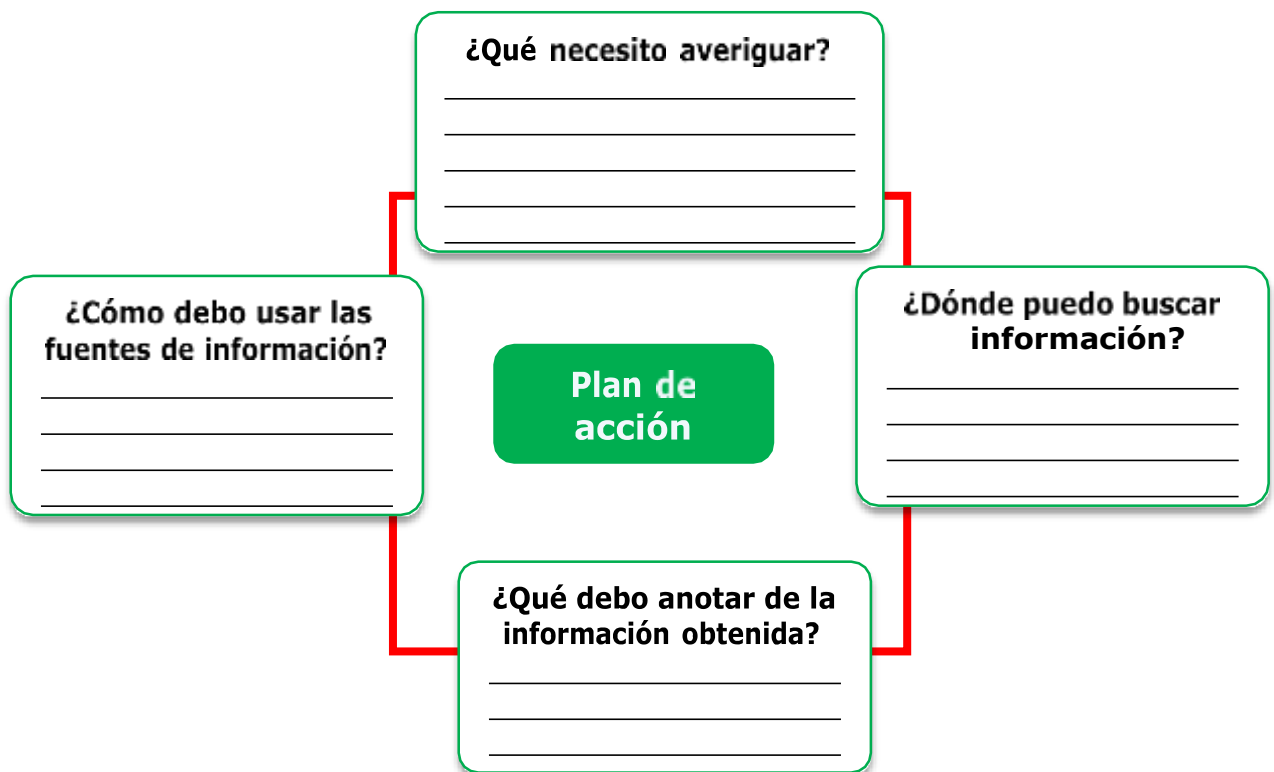 ¿Qué necesito averiguar?
¿Cómo debo usar las
fuentes de información?
¿Dónde puedo buscar
información?
Plan de
acción
¿Qué debo anotar de la
información obtenida?